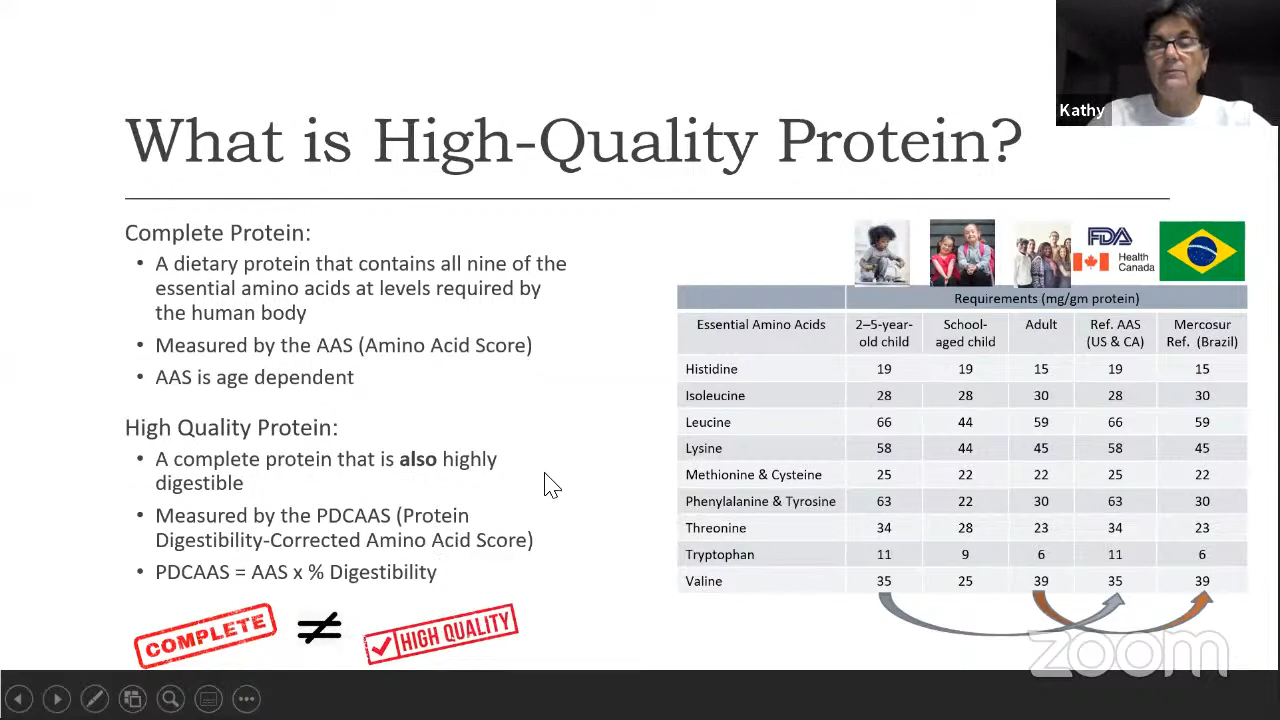 Kathy
What is High-Quality Protein?
Complete Protein:
• A dietary protein that contains all nine of the
essential amino acids at levels required by
the human body
• Measured by the AAS (Amino Acid Score)
• AAS is age dependent
High Quality Protein:
• A complete protein that is also highly
digestible
• Measured by the PDCAAS (Protein
Digestibility-Corrected Amino Acid Score)
• PDCAAS = AAS x % Digestibility
COMPLETE ≠ HIGH QUALITY
FDA
Health
Canada
Requirements (mg/gm protein)
Essential Amino Acids 2–5-year-old child School-aged child Adult Ref. AAS (US & CA) Mercosur Ref. (Brazil)
Histidine 19 19 15 19 15
Isoleucine 28 28 30 28 30
Leucine 66 44 59 66 59
Lysine 58 44 45 58 45
Methionine & Cysteine 25 22 22 25 22
Phenylalanine & Tyrosine 63 22 30 63 30
Threonine 34 28 23 34 23
Tryptophan 11 9 6 11 6
Valine 35 25 39 35 39
zoom